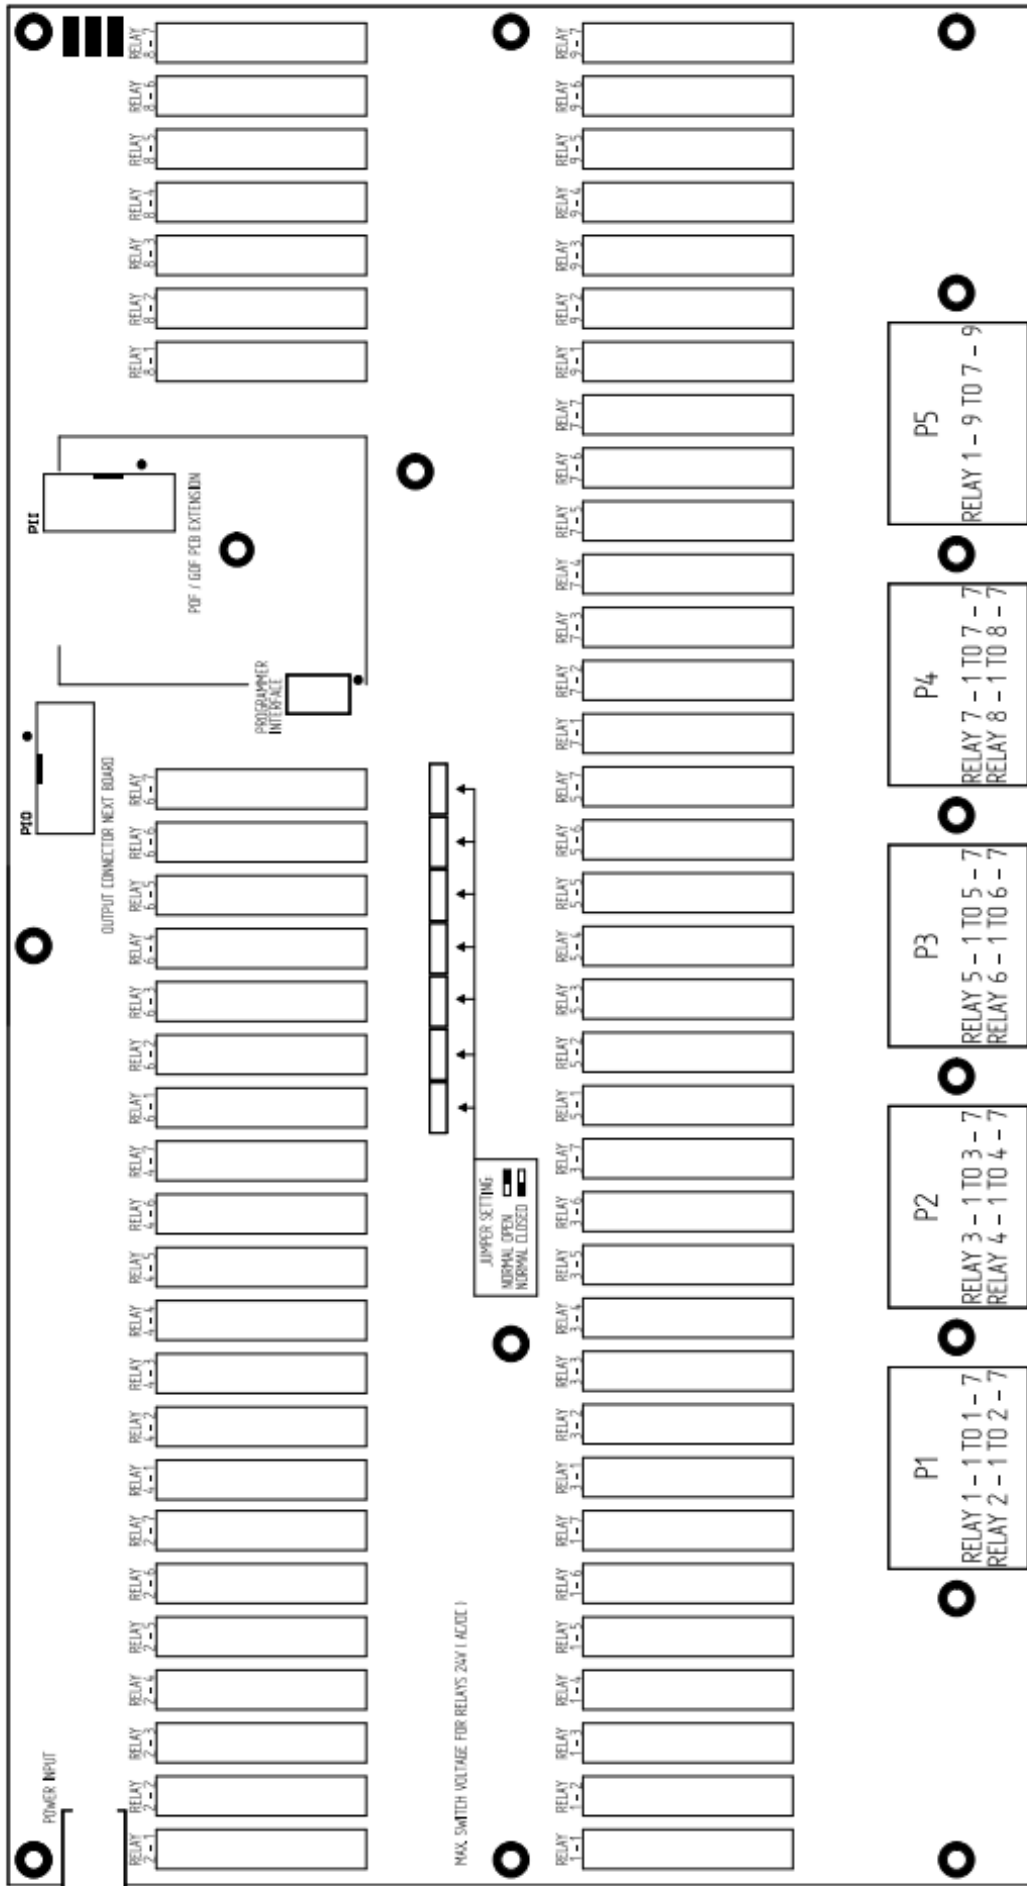 RELAY
8 - 7
RELAY
8 - 6
RELAY
8 - 5
RELAY
8 - 4
RELAY
8 - 3
RELAY
8 - 2
RELAY
8 - 1
P11
PDF / GDF PCB EXTENSION
PROGRAMMER
INTERFACE
P10
OUTPUT CONNECTOR NEXT BOARD
RELAY
6 - 7
RELAY
6 - 6
RELAY
6 - 5
RELAY
6 - 4
RELAY
6 - 3
RELAY
6 - 2
RELAY
6 - 1
RELAY
4 - 7
RELAY
4 - 6
RELAY
4 - 5
RELAY
4 - 4
RELAY
4 - 3
RELAY
4 - 2
RELAY
4 - 1
RELAY
2 - 7
RELAY
2 - 6
RELAY
2 - 5
RELAY
2 - 4
RELAY
2 - 3
RELAY
2 - 2
RELAY
2 - 1
POWER INPUT
JUMPER SETTING:
NORMAL OPEN
NORMAL CLOSED
MAX. SWITCH VOLTAGE FOR RELAYS 24V ( AC/DC )
RELAY
9 - 7
RELAY
9 - 6
RELAY
9 - 5
RELAY
9 - 4
RELAY
9 - 3
RELAY
9 - 2
RELAY
9 - 1
RELAY
7 - 7
RELAY
7 - 6
RELAY
7 - 5
RELAY
7 - 4
RELAY
7 - 3
RELAY
7 - 2
RELAY
7 - 1
RELAY
5 - 7
RELAY
5 - 6
RELAY
5 - 5
RELAY
5 - 4
RELAY
5 - 3
RELAY
5 - 2
RELAY
5 - 1
RELAY
3 - 7
RELAY
3 - 6
RELAY
3 - 5
RELAY
3 - 4
RELAY
3 - 3
RELAY
3 - 2
RELAY
3 - 1
RELAY
1 - 7
RELAY
1 - 6
RELAY
1 - 5
RELAY
1 - 4
RELAY
1 - 3
RELAY
1 - 2
RELAY
1 - 1
P5
RELAY 1 - 9 TO 7 - 9
P4
RELAY 7 - 1 TO 7 - 7
RELAY 8 - 1 TO 8 - 7
P3
RELAY 5 - 1 TO 5 - 7
RELAY 6 - 1 TO 6 - 7
P2
RELAY 3 - 1 TO 3 - 7
RELAY 4 - 1 TO 4 - 7
P1
RELAY 1 - 1 TO 1 - 7
RELAY 2 - 1 TO 2 - 7